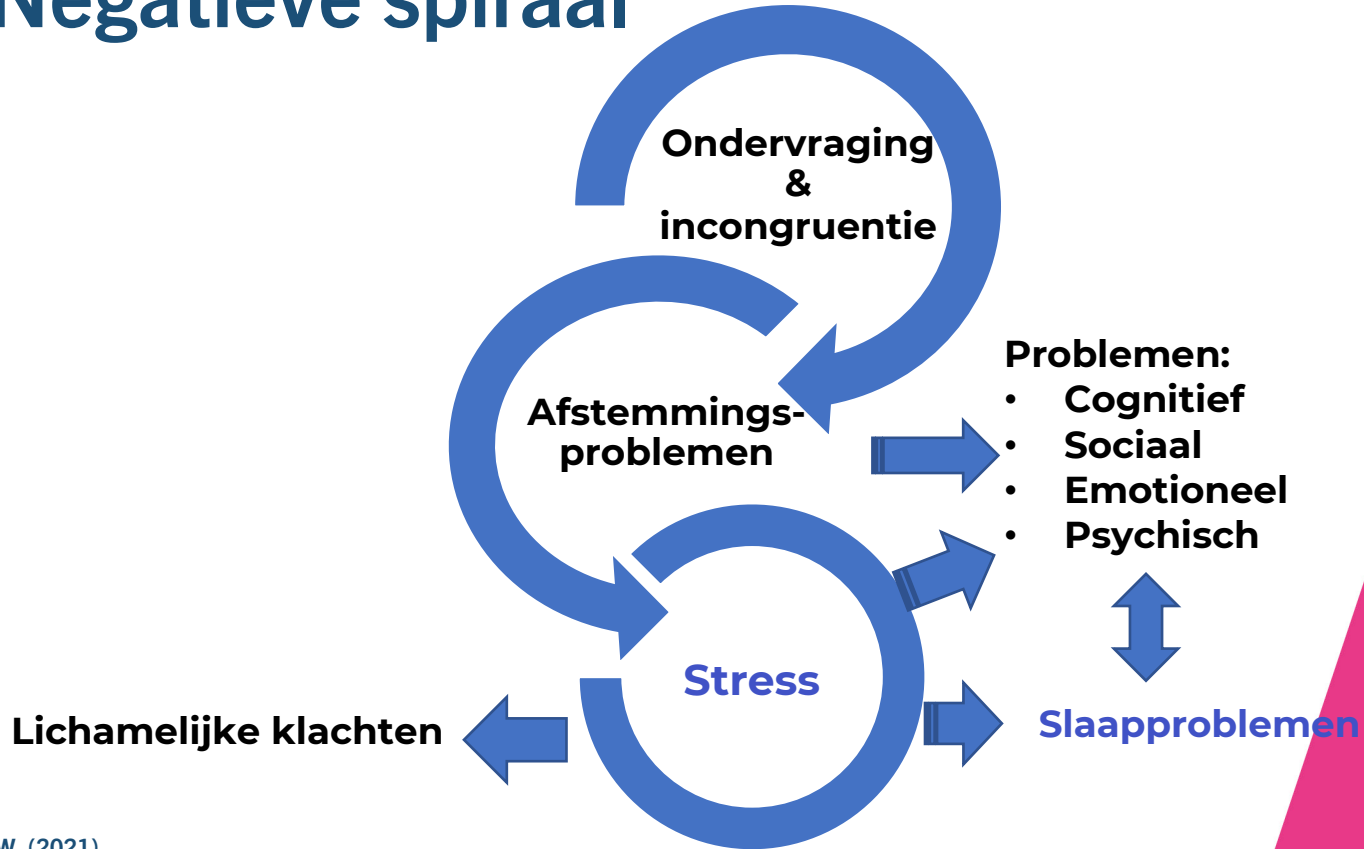 Negatieve spiraal
Ondervraging
&
incongruentie
Afstemmings-
problemen
Problemen:
• Cognitief
• Sociaal
• Emotioneel
• Psychisch
Stress
Lichamelijke klachten
Slaapproblemen
W. (2021)